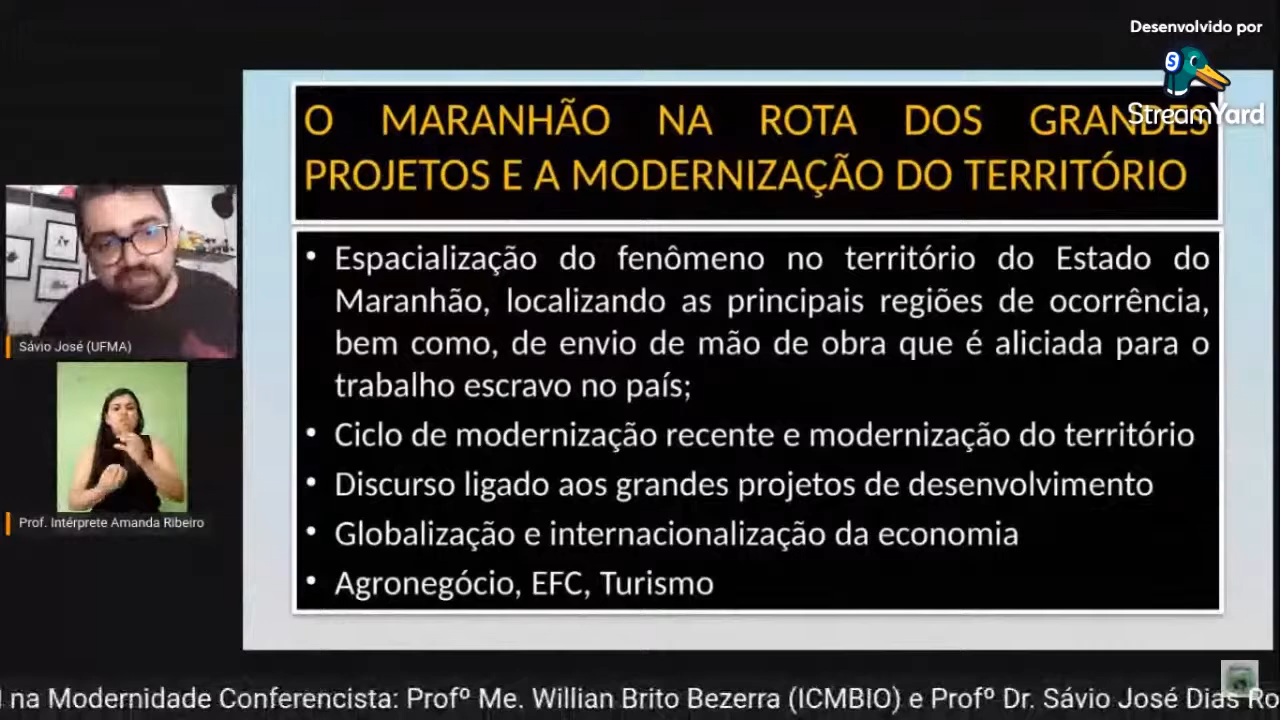 Desenvolvido por
StreamYard
O MARANHÃO NA ROTA DOS GRANDES
PROJETOS E A MODERNIZAÇÃO DO TERRITÓRIO
• Espacialização do fenômeno no território do Estado do
Maranhão, localizando as principais regiões de ocorrência,
bem como, de envio de mão de obra que é aliciada para o
trabalho escravo no país;
• Ciclo de modernização recente e modernização do território
• Discurso ligado aos grandes projetos de desenvolvimento
• Globalização e internacionalização da economia
• Agronegócio, EFC, Turismo
Sávio José (UFMA)
Prof. Intérprete Amanda Ribeiro
na Modernidade Conferencista: Profº Me. Willian Brito Bezerra (ICMBIO) e Profº Dr. Sávio José Dias Ro